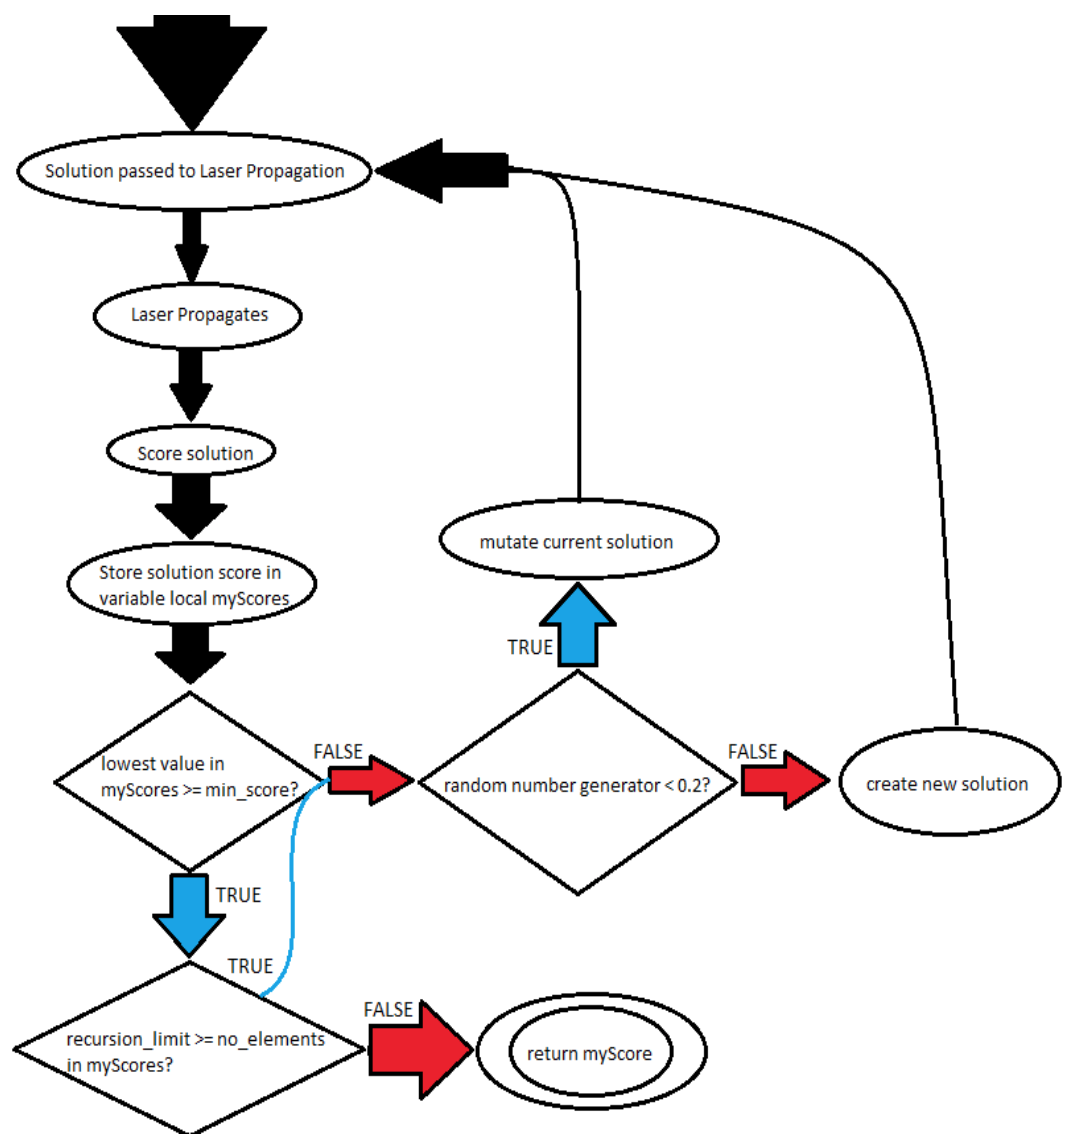 Solution passed to Laser Propagation
Laser Propagates
Score solution
Store solution score in
variable local myScores
mutate current solution
TRUE
lowest value in
myScores >= min_score?
FALSE
random number generator < 0.2?
FALSE
create new solution
TRUE
TRUE
recursion_limit >= no_elements
in myScores?
FALSE
return myScore